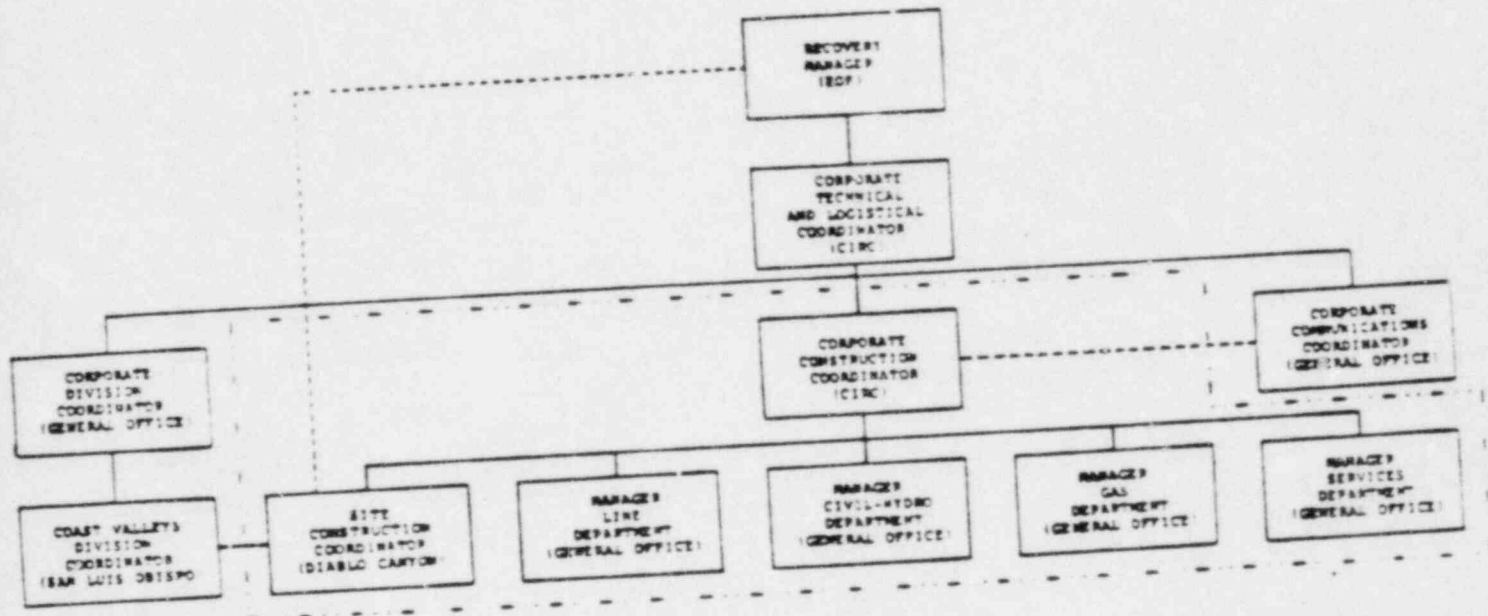 RECOVERY
MANAGER
(EOF)
CORPORATE
TECHNICAL
AND LOGISTICAL
COORDINATOR
(CIRC)
CORPORATE
DIVISION
COORDINATOR
(GENERAL OFFICE)
CORPORATE
CONSTRUCTION
COORDINATOR
(CIRC)
CORPORATE
COMMUNICATIONS
COORDINATOR
(GENERAL OFFICE)
COAST VALLEYS
DIVISION
COORDINATOR
(SAN LUIS OBISPO)
SITE
CONSTRUCTION
COORDINATOR
(DIABLO CANYON)
MANAGER
LINE
DEPARTMENT
(GENERAL OFFICE)
MANAGER
CIVIL-HYDRO
DEPARTMENT
(GENERAL OFFICE)
MANAGER
GAS
DEPARTMENT
(GENERAL OFFICE)
MANAGER
SERVICES
DEPARTMENT
(GENERAL OFFICE)